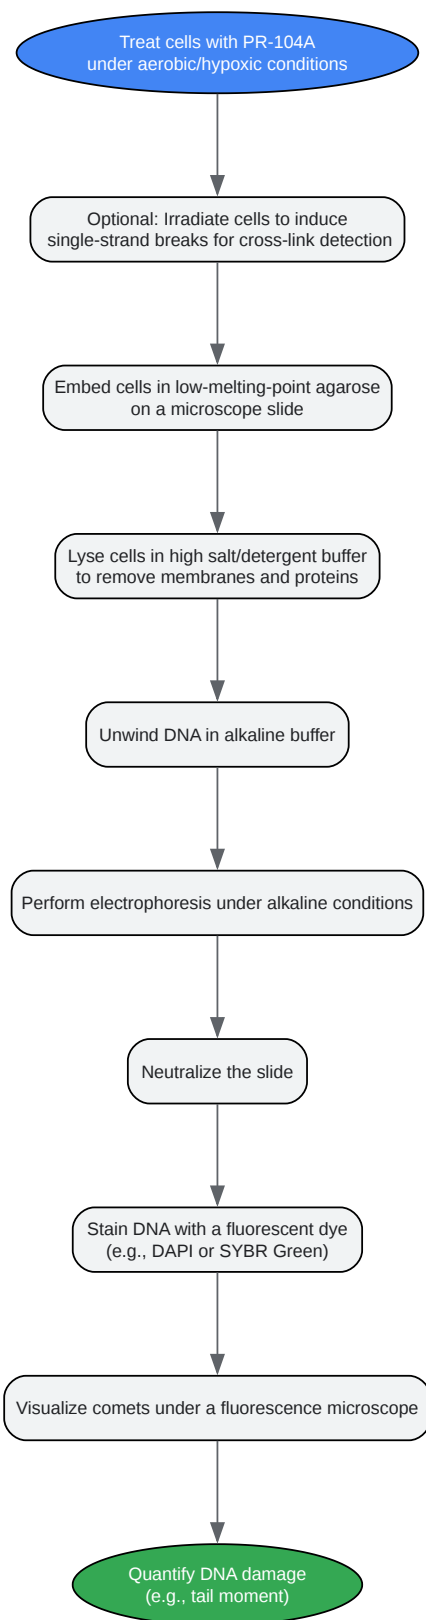 Treat cells with PR-104A
under aerobic/hypoxic conditions
Optional: Irradiate cells to induce
single-strand breaks for cross-link detection
Embed cells in low-melting-point agarose
on a microscope slide
Lyse cells in high salt/detergent buffer
to remove membranes and proteins
Unwind DNA in alkaline buffer
Perform electrophoresis under alkaline conditions
Neutralize the slide
Stain DNA with a fluorescent dye
(e.g., DAPI or SYBR Green)
Visualize comets under a fluorescence microscope
Quantify DNA damage
(e.g., tail moment)